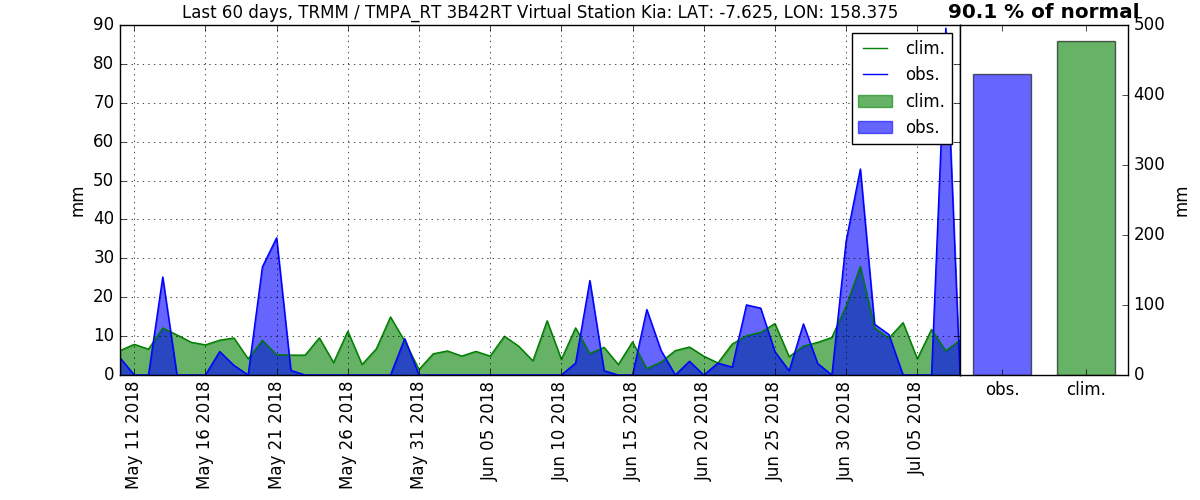 Last 60 days, TRMM / TMPA_RT 3B42RT Virtual Station Kia: LAT: -7.625, LON: 158.375
90.1 % of normal
90
80
70
60
50
40
30
20
10
0
mm
clim.
obs.
clim.
obs.
May 11 2018
May 16 2018
May 21 2018
May 26 2018
May 31 2018
Jun 05 2018
Jun 10 2018
Jun 15 2018
Jun 20 2018
Jun 25 2018
Jun 30 2018
Jul 05 2018
500
400
300
200
100
0
mm
obs.
clim.